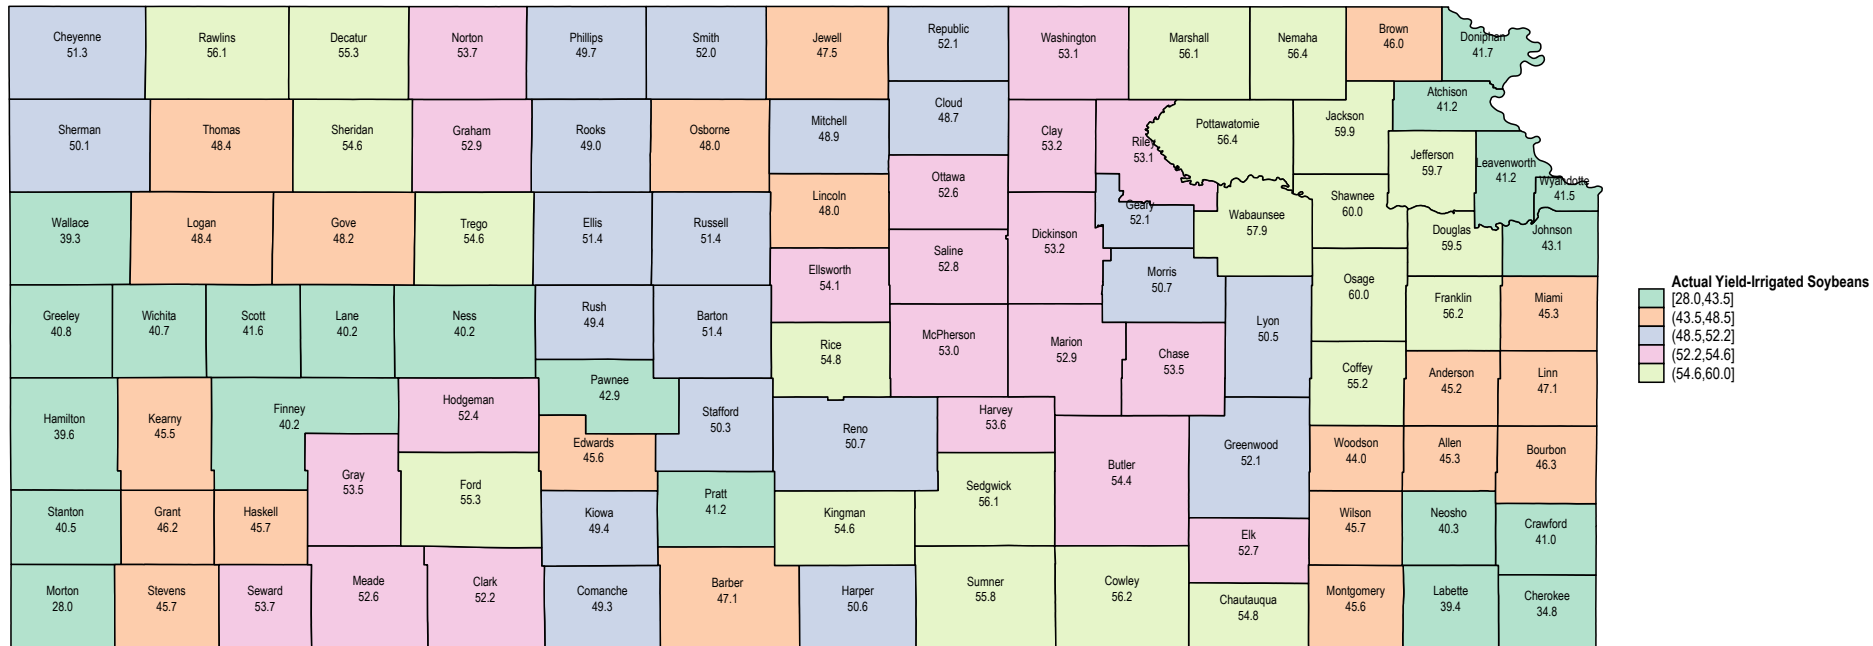 Cheyenne
51.3
Rawlins
56.1
Decatur
55.3
Norton
53.7
Phillips
49.7
Smith
52.0
Jewell
47.5
Republic
52.1
Washington
53.1
Marshall
56.1
Nemaha
56.4
Brown
46.0
Doniphan
41.7
Sherman
50.1
Thomas
48.4
Sheridan
54.6
Graham
52.9
Rooks
49.0
Osborne
48.0
Mitchell
48.9
Cloud
48.7
Clay
53.2
Riley
53.1
Pottawatomie
56.4
Jackson
59.9
Atchison
41.2
Jefferson
59.7
Leavenworth
41.2
Wyandotte
41.5
Wallace
39.3
Logan
48.4
Gove
48.2
Trego
54.6
Ellis
51.4
Russell
51.4
Lincoln
48.0
Ottawa
52.6
Saline
52.8
Dickinson
53.2
Geary
52.1
Wabaunsee
57.9
Shawnee
60.0
Douglas
59.5
Johnson
43.1
Ellsworth
54.1
Morris
50.7
Osage
60.0
Franklin
56.2
Miami
45.3
Actual Yield-Irrigated Soybeans
[28.0,43.5]
(43.5,48.5]
(48.5,52.2]
(52.2,54.6]
(54.6,60.0]
Greeley
40.8
Wichita
40.7
Scott
41.6
Lane
40.2
Ness
40.2
Rush
49.4
Barton
51.4
Rice
54.8
McPherson
53.0
Marion
52.9
Chase
53.5
Lyon
50.5
Coffey
55.2
Anderson
45.2
Linn
47.1
Hamilton
39.6
Kearny
45.5
Finney
40.2
Hodgeman
52.4
Pawnee
42.9
Stafford
50.3
Reno
50.7
Harvey
53.6
Edwards
45.6
Gray
53.5
Ford
55.3
Butler
54.4
Greenwood
52.1
Woodson
44.0
Allen
45.3
Bourbon
46.3
Stanton
40.5
Grant
46.2
Haskell
45.7
Kiowa
49.4
Pratt
41.2
Kingman
54.6
Sedgwick
56.1
Elk
52.7
Wilson
45.7
Neosho
40.3
Crawford
41.0
Morton
28.0
Stevens
45.7
Seward
53.7
Meade
52.6
Clark
52.2
Comanche
49.3
Barber
47.1
Harper
50.6
Sumner
55.8
Cowley
56.2
Chautauqua
54.8
Montgomery
45.6
Labette
39.4
Cherokee
34.8